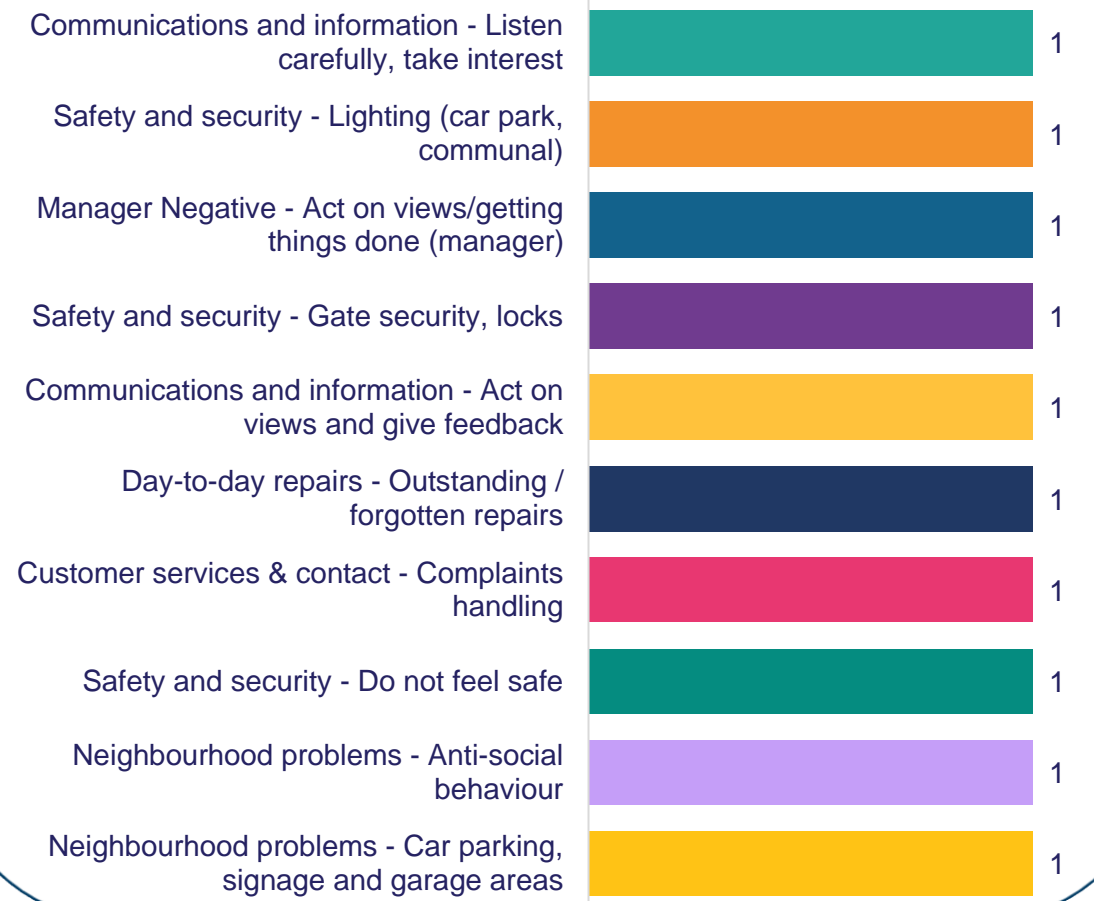 Communications and information - Listen
carefully, take interest
1
Safety and security - Lighting (car park,
communal)
1
Manager Negative - Act on views/getting
things done (manager)
1
Safety and security - Gate security, locks
1
Communications and information - Act on
views and give feedback
1
Day-to-day repairs - Outstanding /
forgotten repairs
1
Customer services & contact - Complaints
handling
1
Safety and security - Do not feel safe
1
Neighbourhood problems - Anti-social
behaviour
1
Neighbourhood problems - Car parking,
signage and garage areas
1